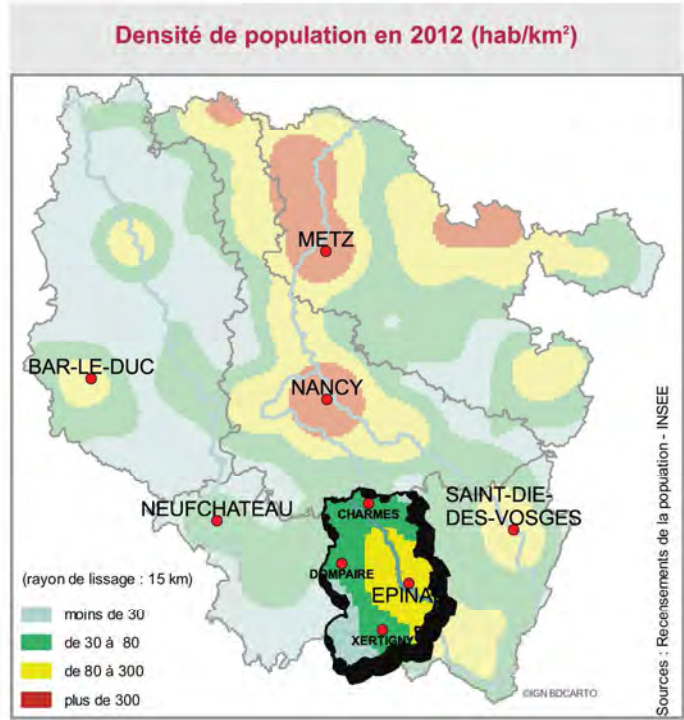 Densité de population en 2012 (hab/km²)
METZ
BAR-LE-DUC
NANCY
NEUFCHATEAU
CHARMES
SAINT-DIE-
DES-VOSGES
DOMPAIRE
EPINAL
XERTIGNY
(rayon de lissage : 15 km)
moins de 30
de 30 à 80
de 80 à 300
plus de 300
©IGN BDCARTO
Sources : Recensements de la population - INSEE